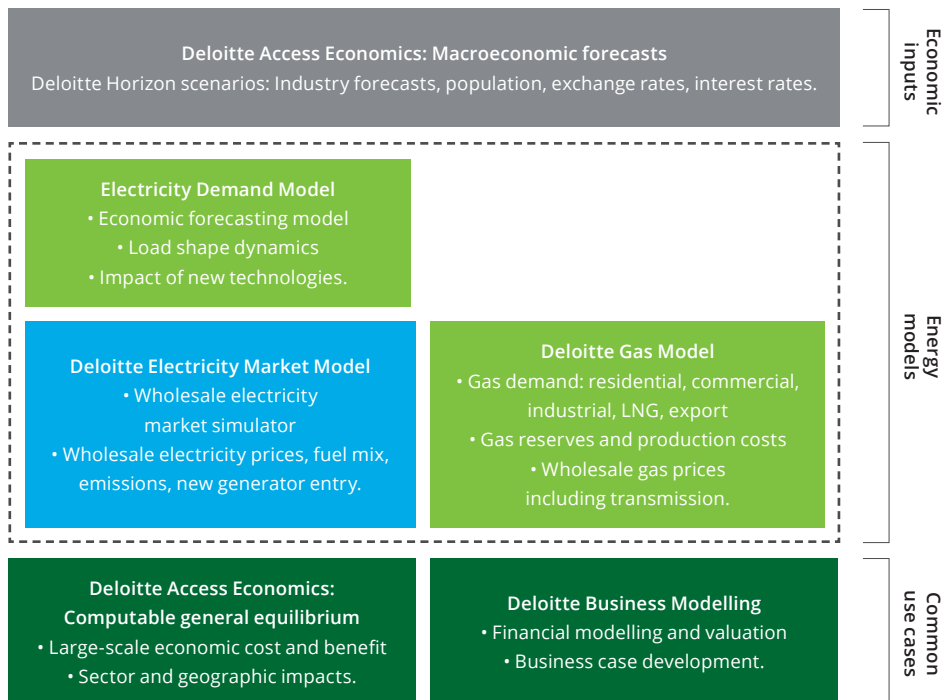 Deloitte Access Economics: Macroeconomic forecasts
Deloitte Horizon scenarios: Industry forecasts, population, exchange rates, interest rates.
Economic
inputs
Electricity Demand Model
• Economic forecasting model
• Load shape dynamics
• Impact of new technologies.
Deloitte Electricity Market Model
• Wholesale electricity
market simulator
• Wholesale electricity prices, fuel mix,
emissions, new generator entry.
Deloitte Gas Model
• Gas demand: residential, commercial,
industrial, LNG, export
• Gas reserves and production costs
• Wholesale gas prices
including transmission.
Energy
models
Deloitte Access Economics:
Computable general equilibrium
• Large-scale economic cost and benefit
• Sector and geographic impacts.
Deloitte Business Modelling
• Financial modelling and valuation
• Business case development.
Common
use cases